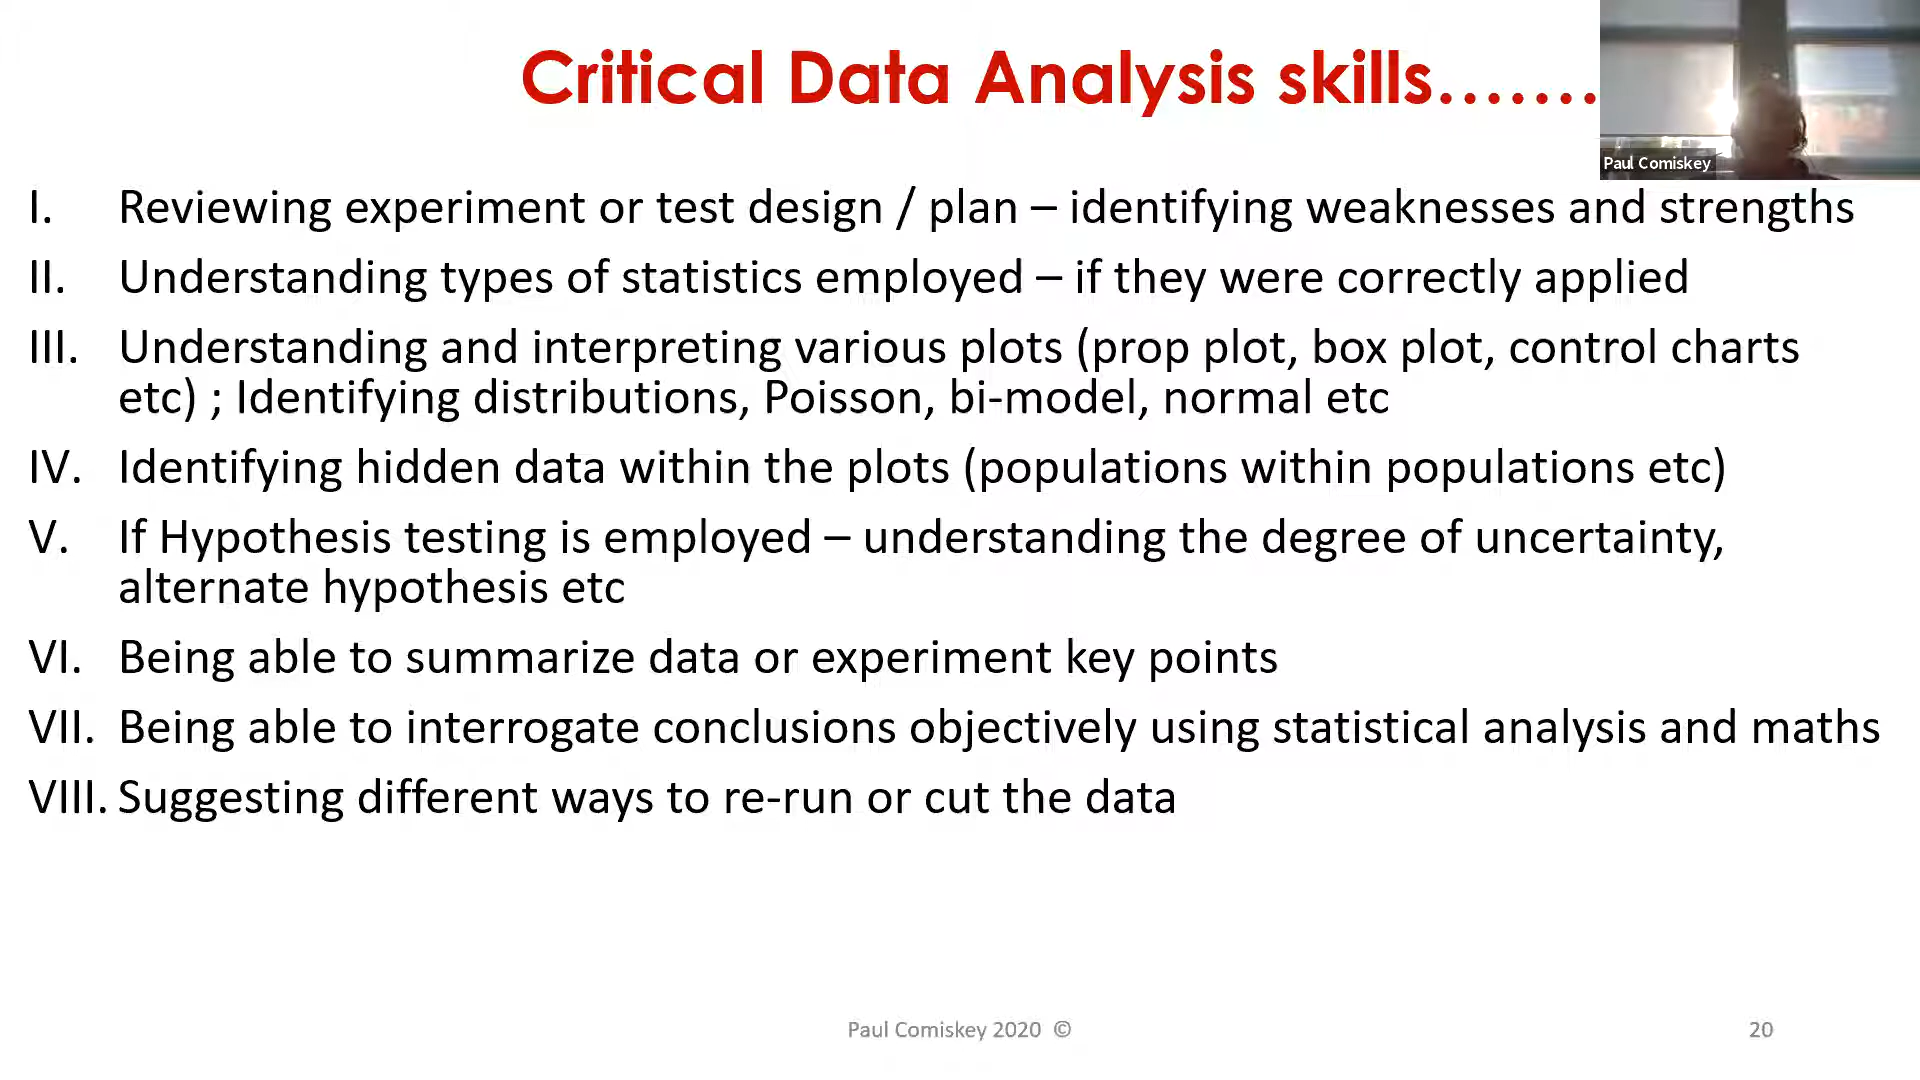 Critical Data Analysis skills.......
Paul Comiskey
I. Reviewing experiment or test design / plan – identifying weaknesses and strengths
II. Understanding types of statistics employed – if they were correctly applied
III. Understanding and interpreting various plots (prop plot, box plot, control charts
etc) ; Identifying distributions, Poisson, bi-model, normal etc
IV. Identifying hidden data within the plots (populations within populations etc)
V. If Hypothesis testing is employed – understanding the degree of uncertainty,
alternate hypothesis etc
VI. Being able to summarize data or experiment key points
VII. Being able to interrogate conclusions objectively using statistical analysis and maths
VIII. Suggesting different ways to re-run or cut the data
Paul Comiskey 2020 ©
20